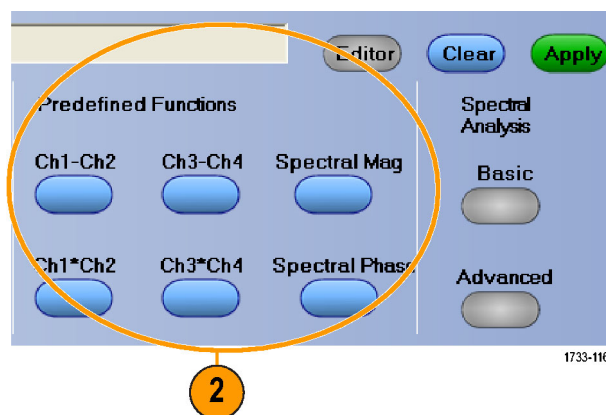 Editor Clear Apply
Predefined Functions
Spectral
Analysis
Ch1-Ch2 Ch3-Ch4 Spectral Mag
Basic
Ch1*Ch2 Ch3*Ch4 Spectral Phase
Advanced
1733-116
2